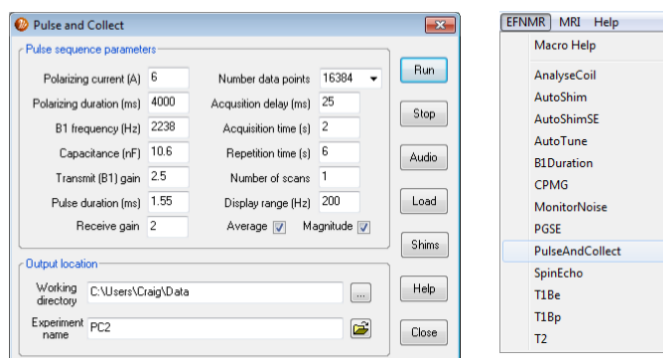 Pulse and Collect
Pulse sequence parameters
Polarizing current (A) 6 Number data points 16384
Polarizing duration (ms) 4000 Acqusition delay (ms) 25
B1 frequency (Hz) 2238 Acquisition time (s) 2
Capacitance (nF) 10.6 Repetition time (s) 6
Transmit (B1) gain 2.5 Number of scans 1
Pulse duration (ms) 1.55 Display range (Hz) 200
Receive gain 2 Average Magnitude
Run
Stop
Audio
Load
Shims
Help
Close
Output location
Working directory C:\Users\Craig\Data ...
Experiment name PC2
EFNMR MRI Help
Macro Help
AnalyseCoil
AutoShim
AutoShimSE
AutoTune
B1Duration
CPMG
MonitorNoise
PGSE
PulseAndCollect
SpinEcho
T1Be
T1Bp
T2